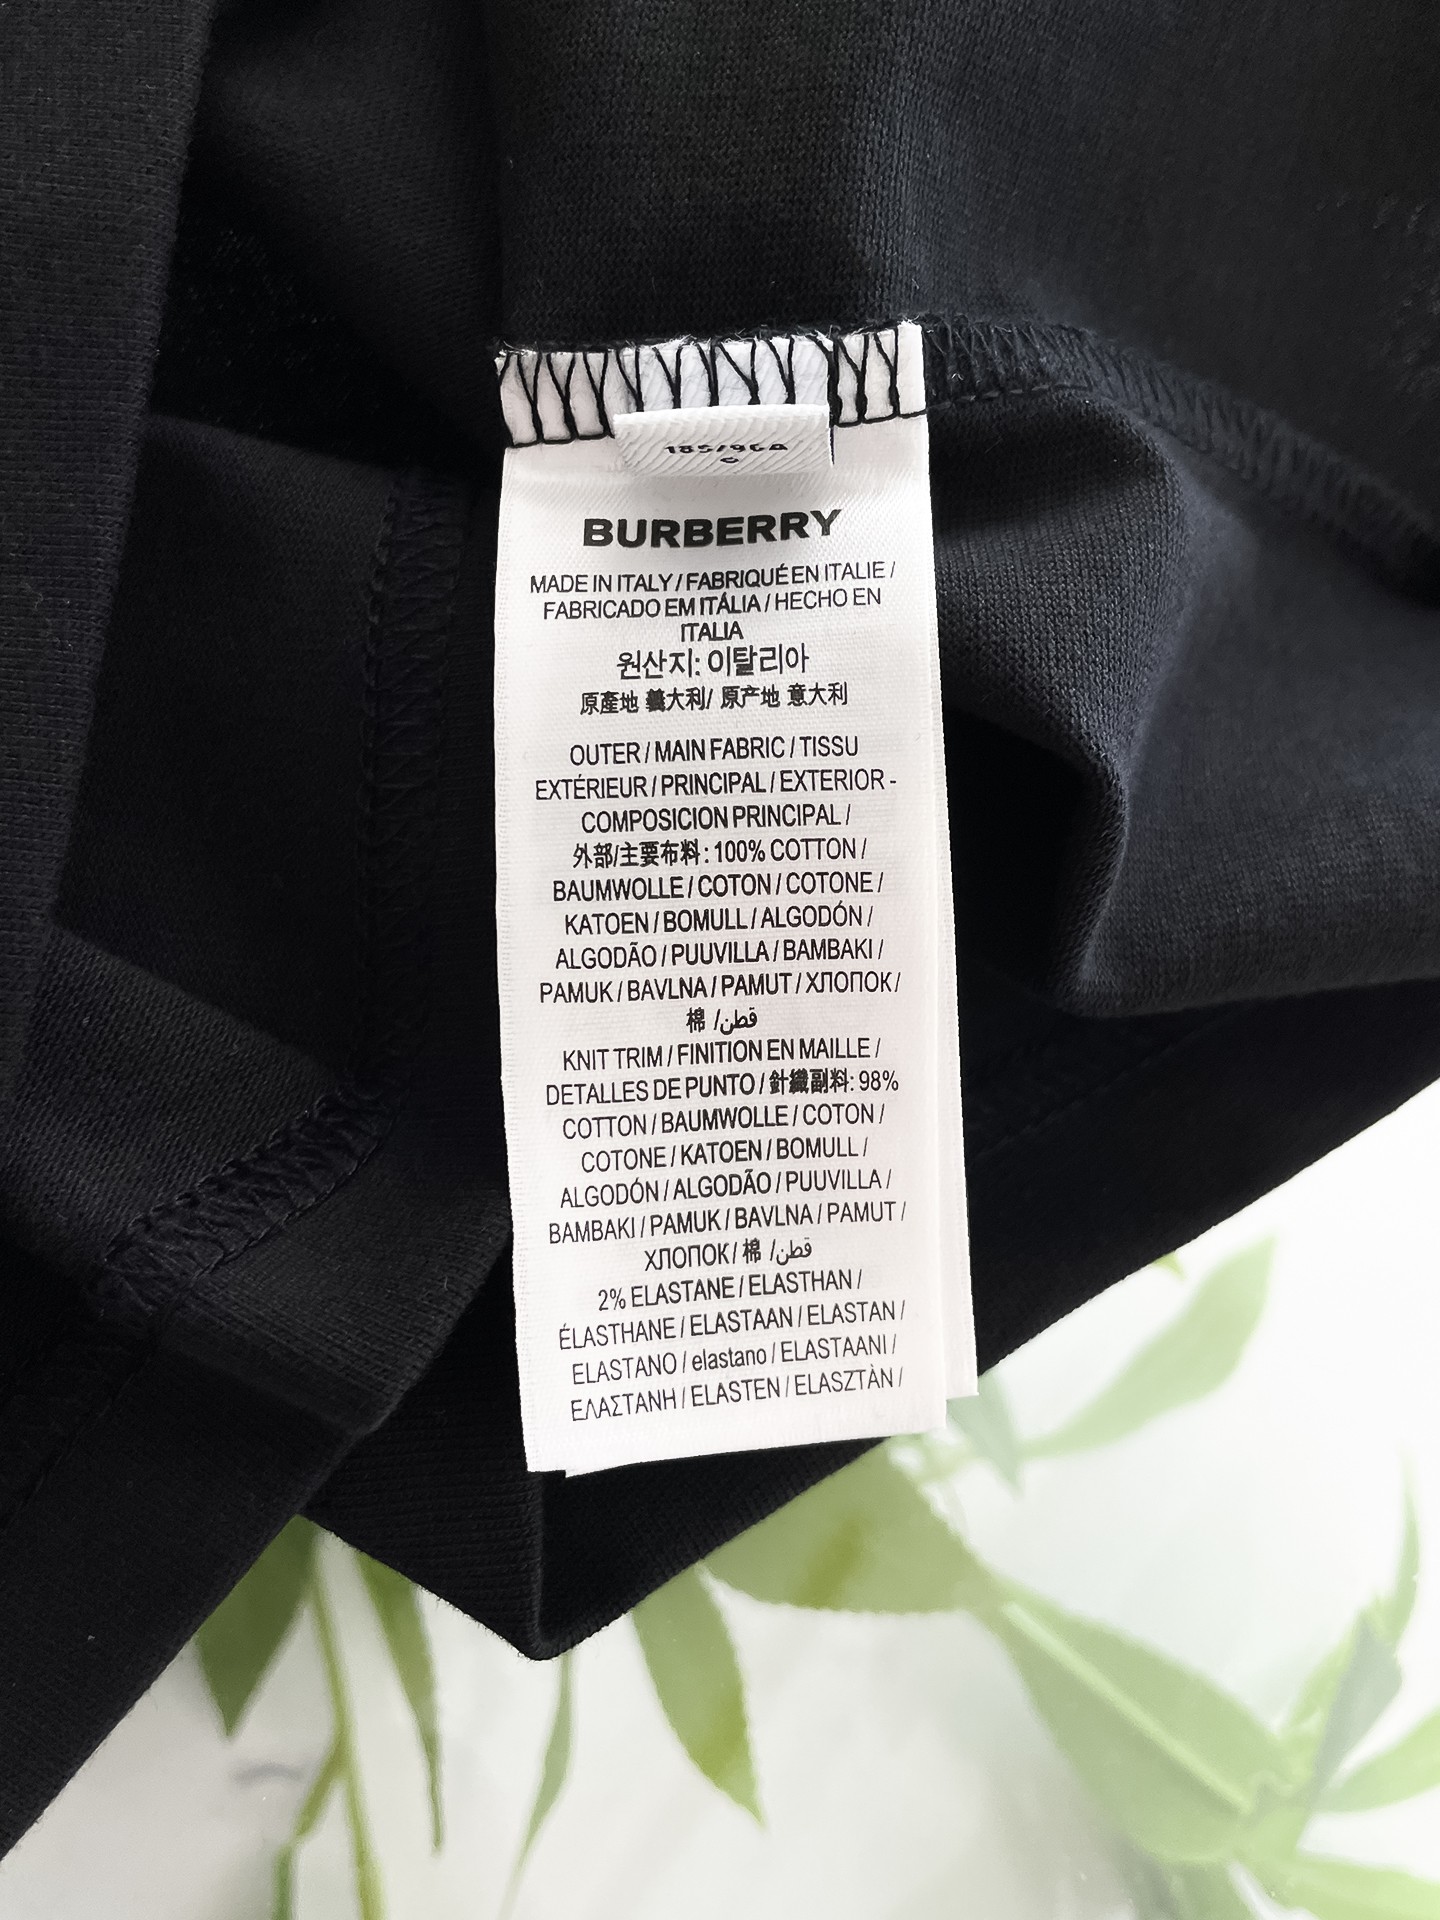 BURBERRY
MADE IN ITALY / FABRIQUÉ EN ITALIE /
FABRICADO EM ITÁLIA / HECHO EN
ITALIA
원산지: 이탈리아
原產地 義大利/ 原产地 意大利
OUTER / MAIN FABRIC / TISSU
EXTÉRIEUR / PRINCIPAL / EXTERIOR -
COMPOSICION PRINCIPAL /
外部/主要布料: 100% COTTON /
BAUMWOLLE / COTON / COTONE /
KATOEN / BOMULL / ALGODÓN /
ALGODÃO / PUUVILLA / BAMBAKI /
PAMUK / BAVLNA / PAMUT / ХЛОПОК /
棉 /قطن
KNIT TRIM / FINITION EN MAILLE /
DETALLES DE PUNTO / 針織副料: 98%
COTTON / BAUMWOLLE / COTON /
COTONE / KATOEN / BOMULL /
ALGODÓN / ALGODÃO / PUUVILLA /
BAMBAKI / PAMUK / BAVLNA / PAMUT /
ХЛОПОК / 棉 /قطن
2% ELASTANE / ELASTHAN /
ÉLASTHANE / ELASTAAN / ELASTAN /
ELASTANO / elastano / ELASTAANI /
ΕΛΑΣΤΑΝΗ / ELASTEN / ELASZTÀN /